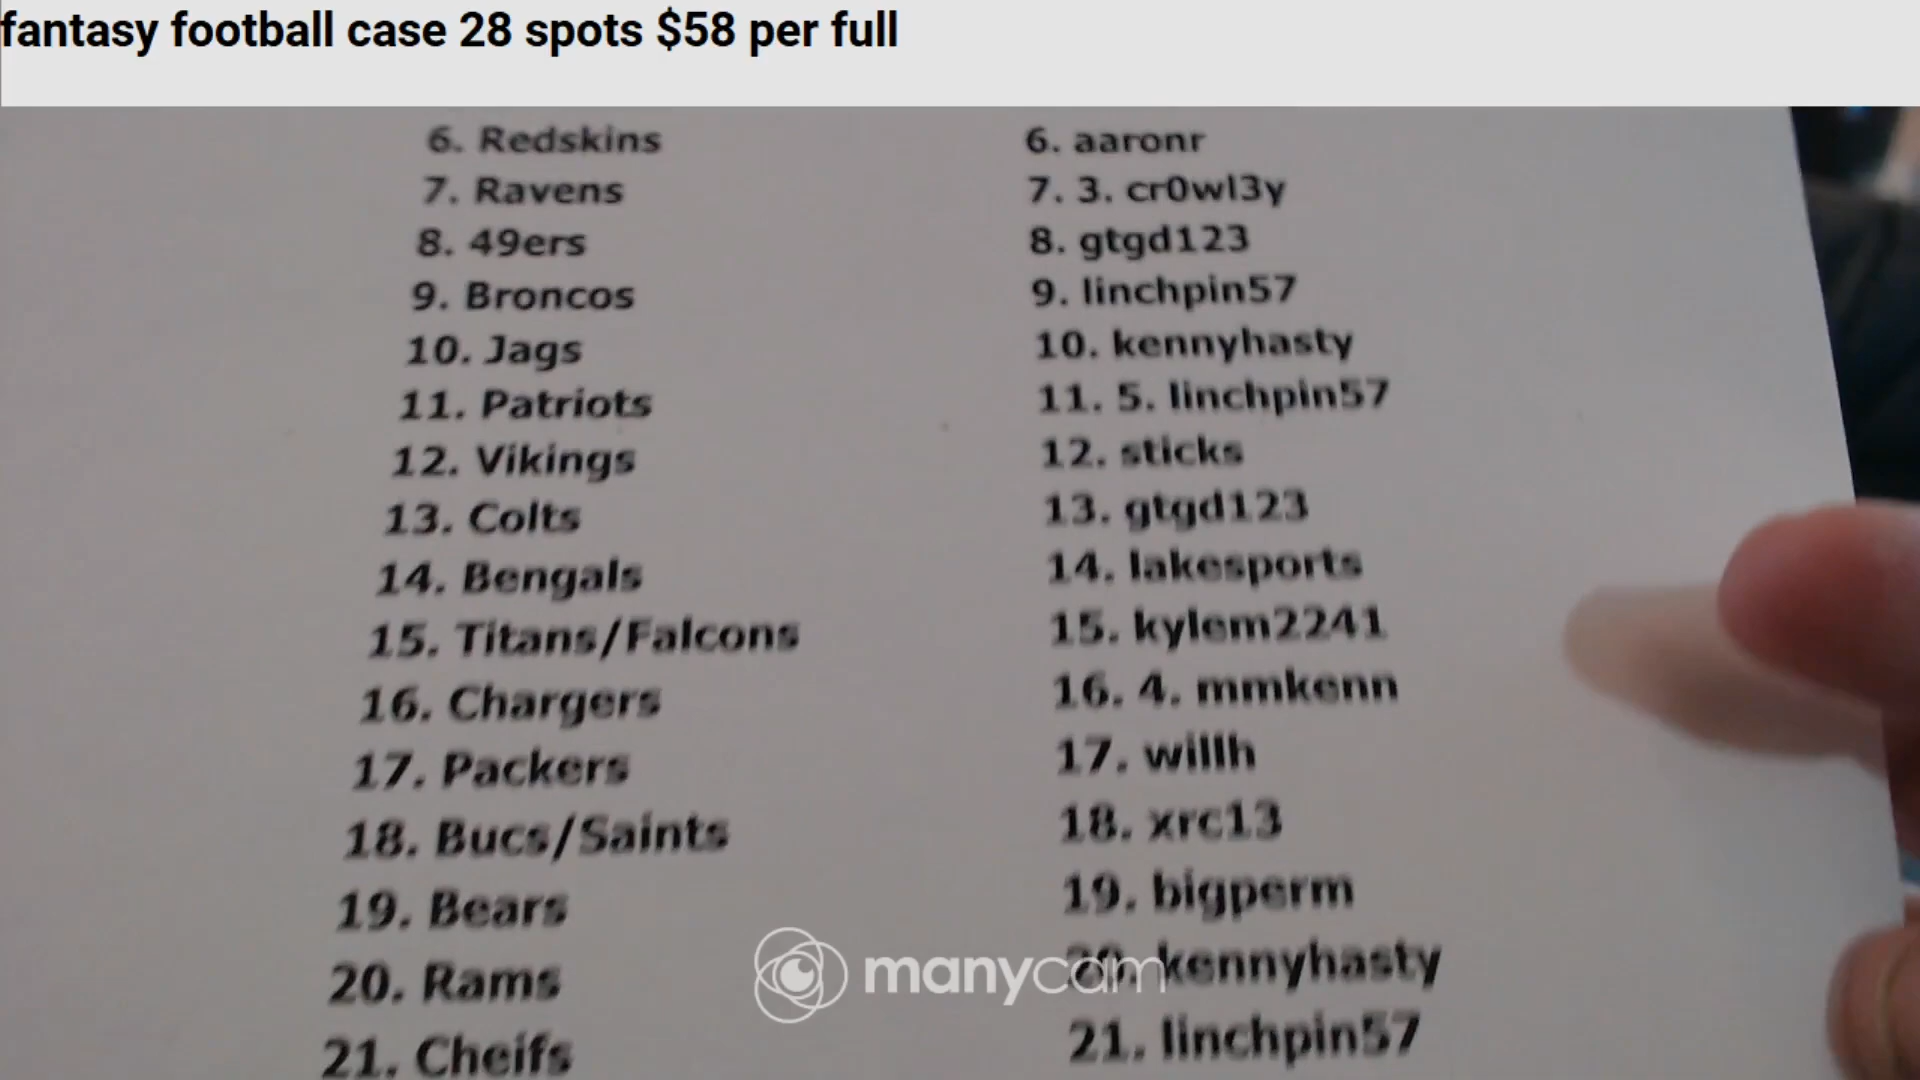 fantasy football case 28 spots $58 per full
6. Redskins
7. Ravens
8. 49ers
9. Broncos
10. Jags
11. Patriots
12. Vikings
13. Colts
14. Bengals
15. Titans/Falcons
16. Chargers
17. Packers
18. Bucs/Saints
19. Bears
20. Rams
21. Cheifs
6. aaronr
7. 3. cr0wl3y
8. gtgd123
9. linchpin57
10. kennyhasty
11. 5. linchpin57
12. sticks
13. gtgd123
14. lakesports
15. kylem2241
16. 4. mmkenn
17. willh
18. xrc13
19. bigperm
20. kennyhasty
21. linchpin57
manycam